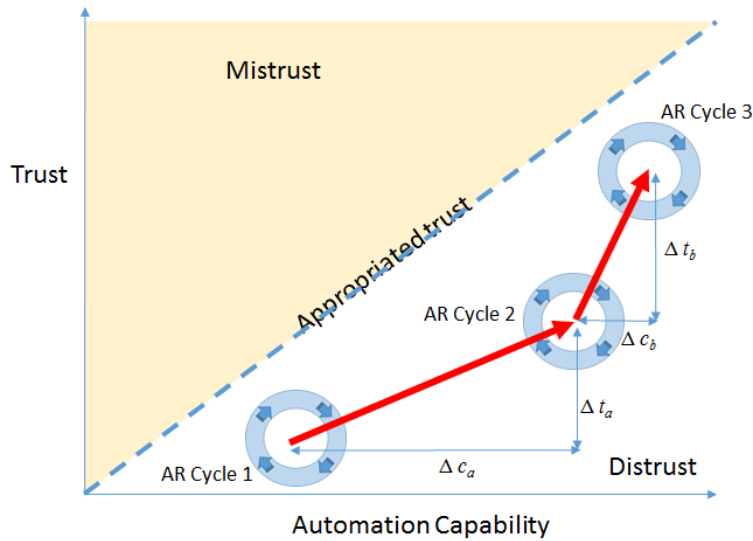 Mistrust
AR Cycle 3
Trust
Appropriated trust
Δ t_b
AR Cycle 2
Δ c_b
Δ t_a
AR Cycle 1
Δ c_a
Distrust
Automation Capability